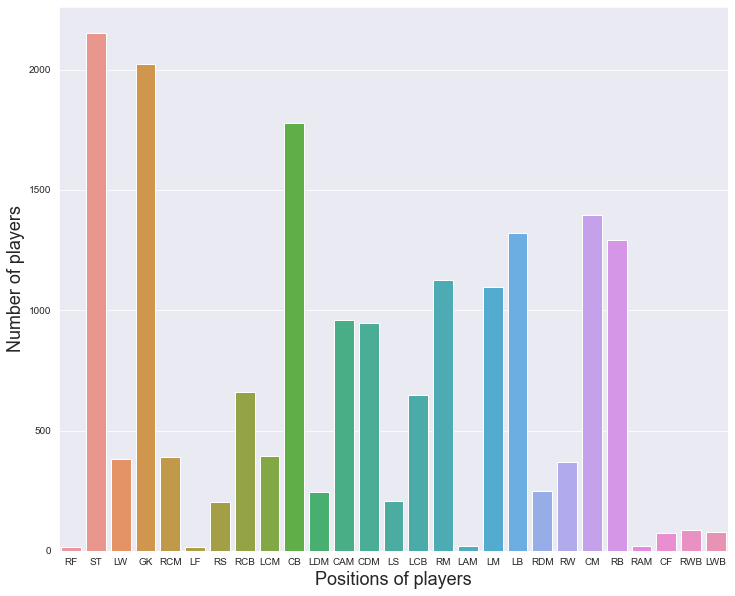 Number of players
2000
1500
1000
500
0
RF ST LW GK RCM LF RS RCB LCM CB LDM CAM CDM LS LCB RM LAM LM LB RDM RW CM RB RAM CF RWB LWB
Positions of players